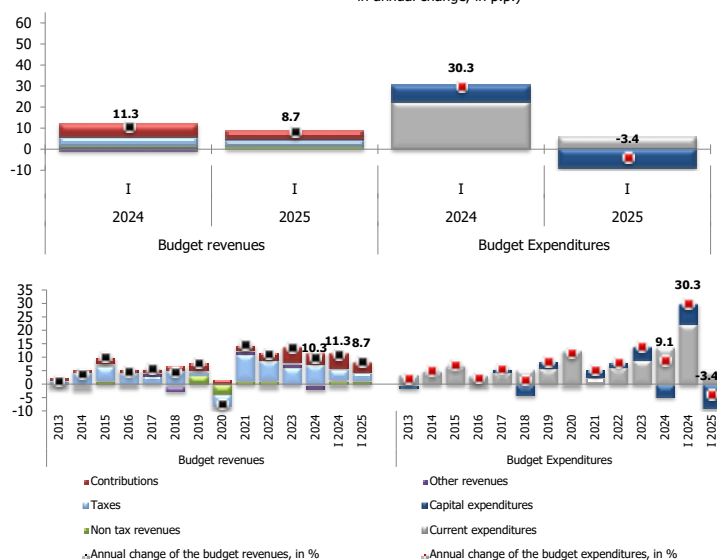 in annual change, in p.p.)
60
50
40
30
20
10
0
-10
11.3
8.7
30.3
-3.4
I I I I
2024 2025 2024 2025
Budget revenues Budget Expenditures
35
30
25
20
15
10
5
0
-5
-10
10.3 11.3 8.7
9.1 30.3 -3.4
2013 2014 2015 2016 2017 2018 2019 2020 2021 2022 2023 2024 I 2024 I 2025
2013 2014 2015 2016 2017 2018 2019 2020 2021 2022 2023 2024 I 2024 I 2025
Budget revenues Budget Expenditures
Contributions Other revenues
Taxes Capital expenditures
Non tax revenues Current expenditures
Annual change of the budget revenues, in % Annual change of the budget expenditures, in %